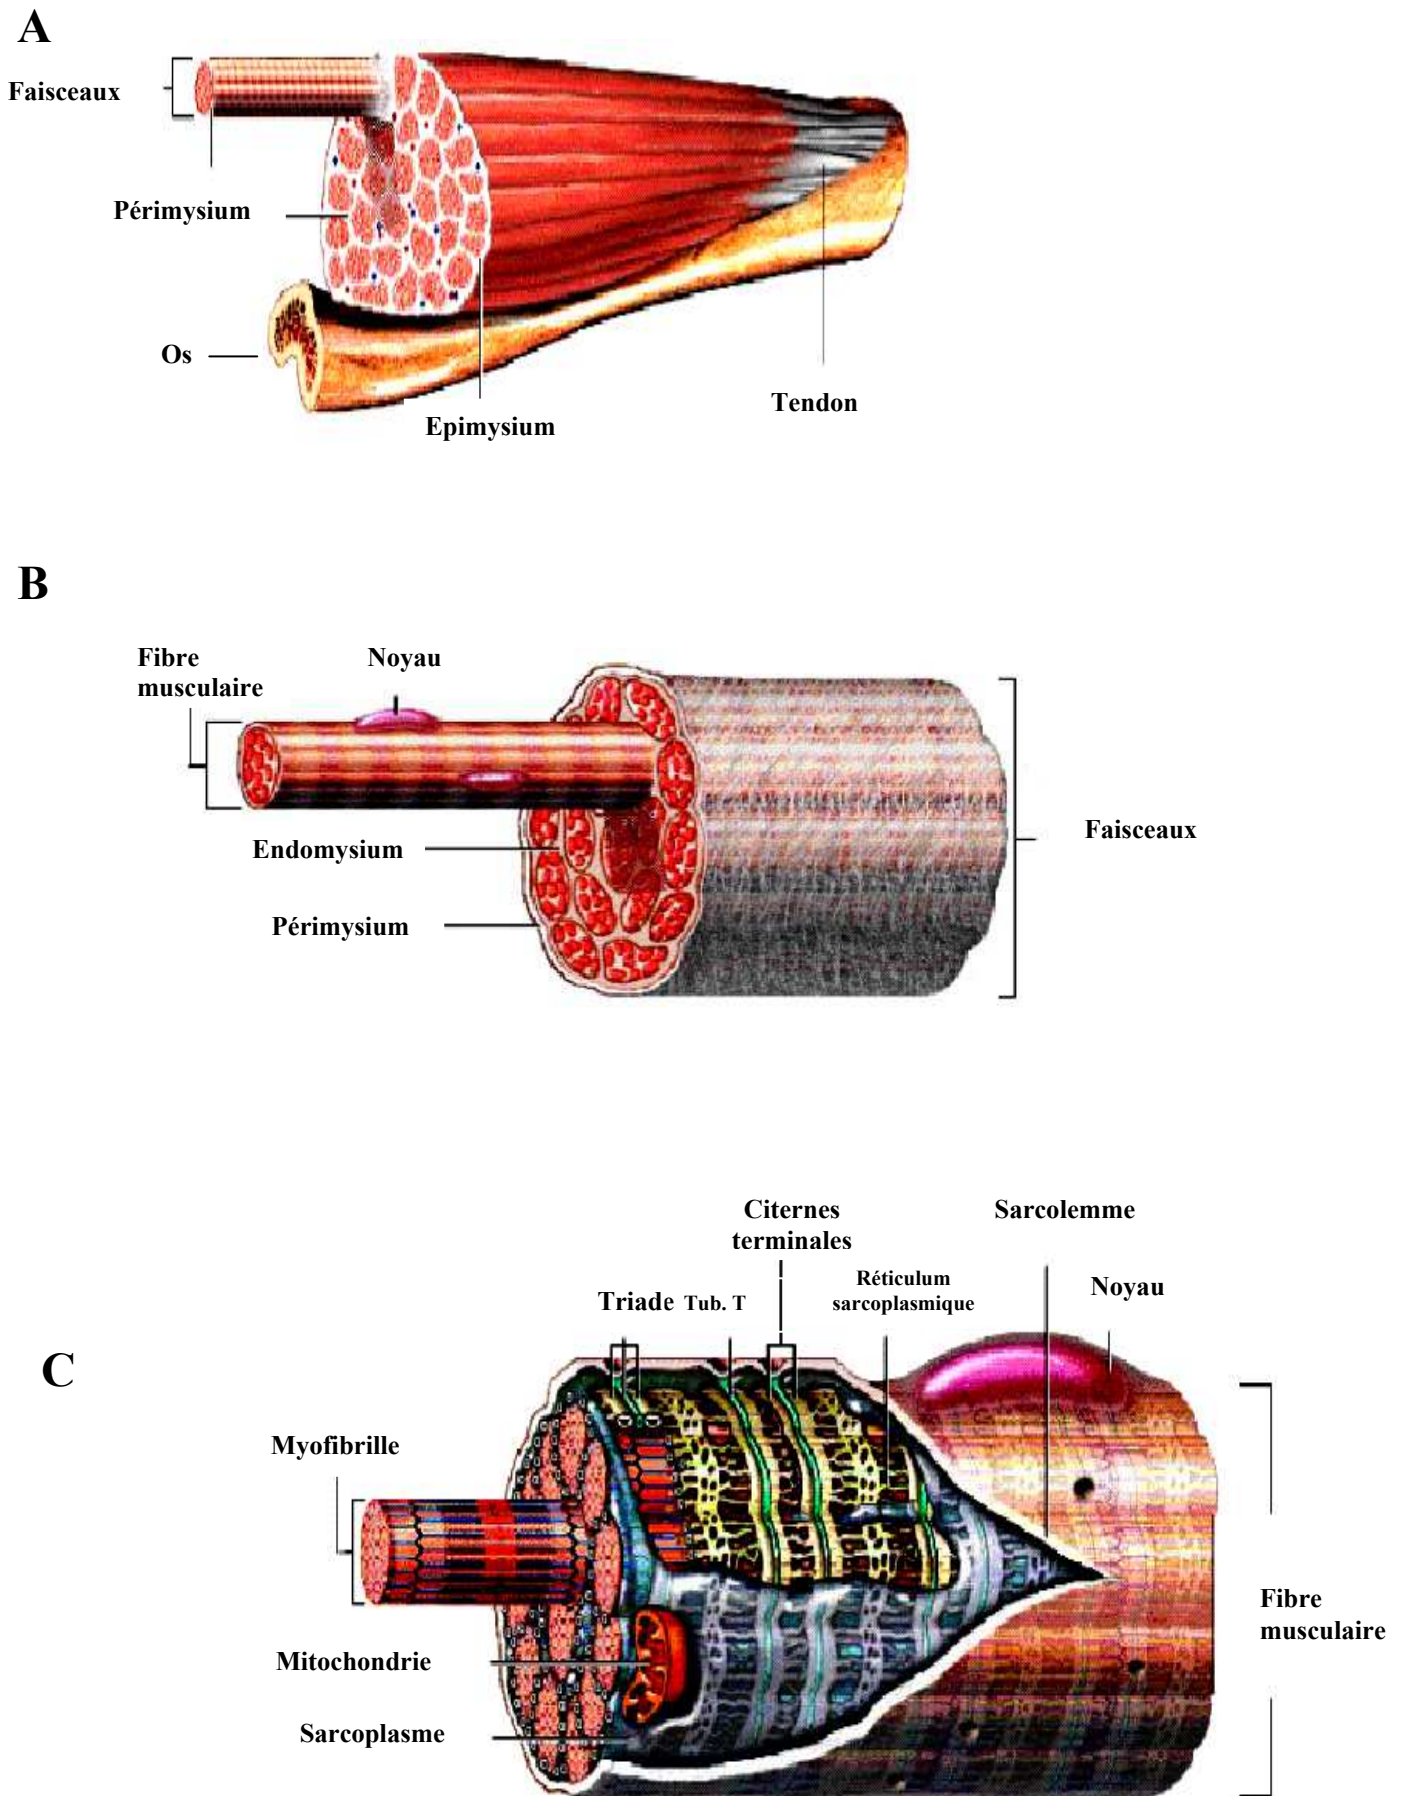 A
Faisceaux
Périmysium
Os
Epimysium
Tendon
B
Fibre
musculaire
Noyau
Endomysium
Périmysium
Faisceaux
Citernes
terminales
Sarcolemme
Triade
Tub. T
Réticulum
sarcoplasmique
Noyau
C
Myofibrille
Mitochondrie
Sarcoplasme
Fibre
musculaire